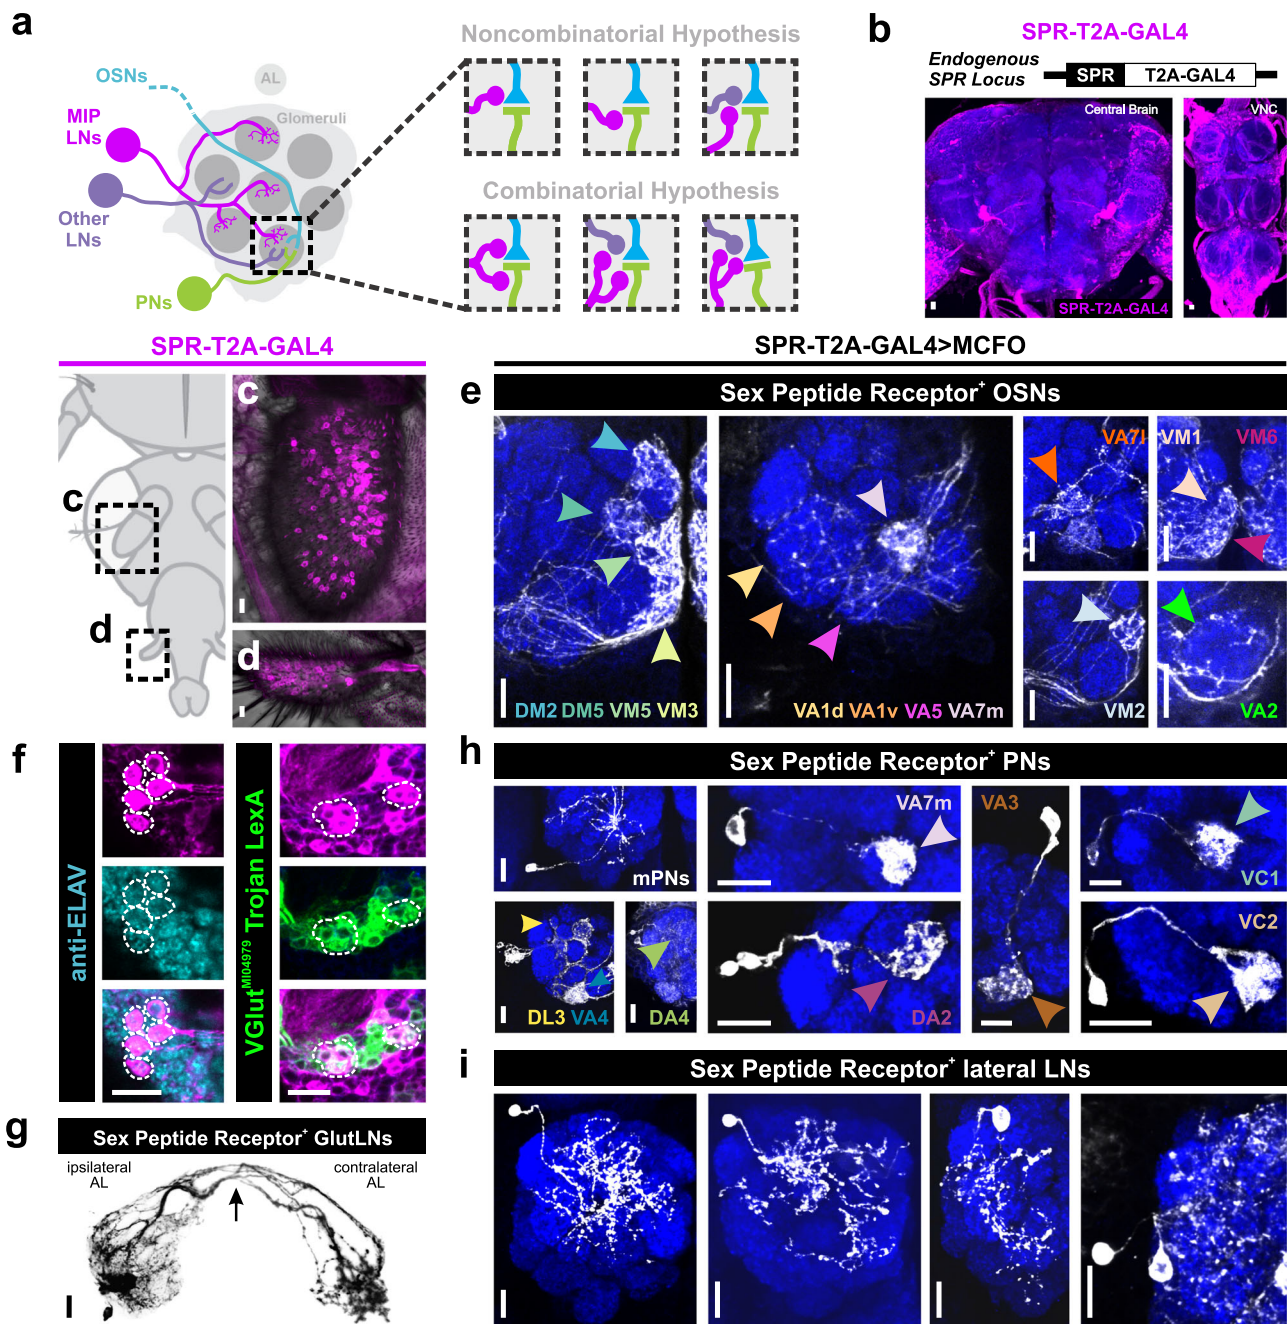 a
OSNs
AL
MIP
LNs
Glomeruli
Other
LNs
PNs
Noncombinatorial Hypothesis
Combinatorial Hypothesis
b
SPR-T2A-GAL4
Endogenous
SPR Locus
SPR
T2A-GAL4
Central Brain
VNC
SPR-T2A-GAL4
SPR-T2A-GAL4
c
d
c
d
SPR-T2A-GAL4>MCFO
e
Sex Peptide Receptor+ OSNs
DM2 DM5 VM5 VM3
VA1d VA1v VA5 VA7m
VA7l
VM1
VM6
VM2
VA2
f
anti-ELAV
VGlutMI04979 Trojan LexA
g
Sex Peptide Receptor+ GlutLNs
ipsilateral
AL
contralateral
AL
h
Sex Peptide Receptor+ PNs
mPNs
VA7m
VA3
VC1
DL3 VA4
DA4
DA2
VC2
i
Sex Peptide Receptor+ lateral LNs